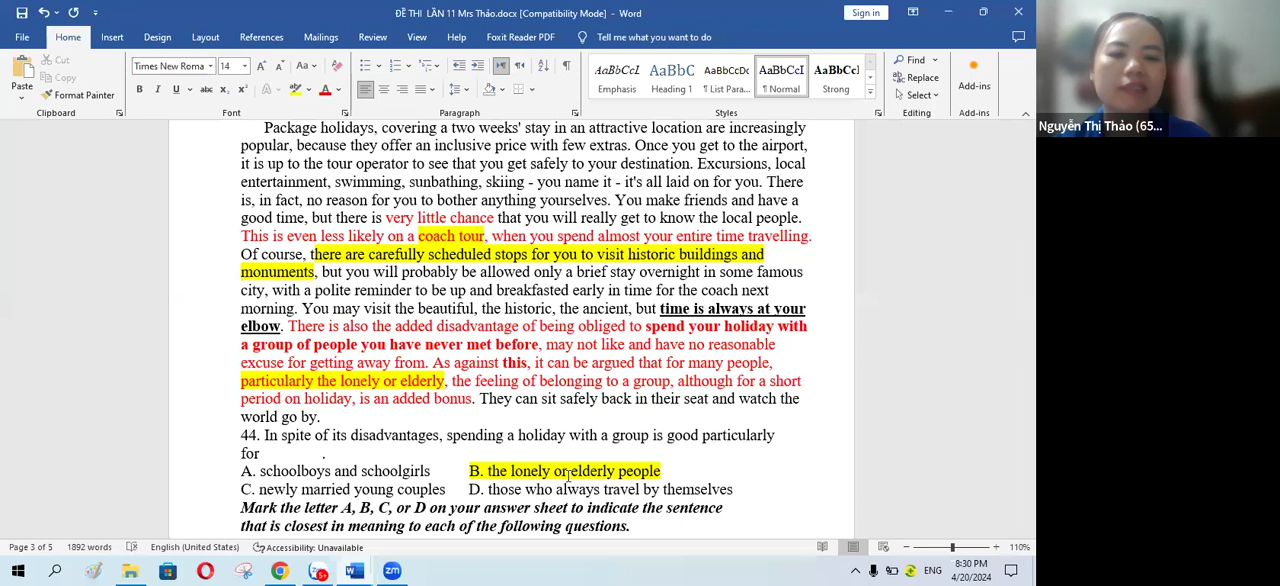 ĐỀ THI LẦN 11 Mrs Thảo.docx [Compatibility Mode] - Word
Sign in
File Home Insert Design Layout References Mailings Review View Help Foxit Reader PDF Tell me what you want to do
Paste
Cut
Copy
Format Painter
Clipboard
Times New Roma 14
Font
Paragraph
AaBbCcI Emphasis
AaBbC Heading 1
AaBbCcDc ¶ List Para...
AaBbCcI ¶ Normal
AaBbCcl Strong
Styles
Find
Replace
Select
Editing
Add-ins
Add-ins
Package holidays, covering a two weeks' stay in an attractive location are increasingly
popular, because they offer an inclusive price with few extras. Once you get to the airport,
it is up to the tour operator to see that you get safely to your destination. Excursions, local
entertainment, swimming, sunbathing, skiing - you name it - it's all laid on for you. There
is, in fact, no reason for you to bother anything yourselves. You make friends and have a
good time, but there is very little chance that you will really get to know the local people.
This is even less likely on a coach tour, when you spend almost your entire time travelling.
Of course, there are carefully scheduled stops for you to visit historic buildings and
monuments, but you will probably be allowed only a brief stay overnight in some famous
city, with a polite reminder to be up and breakfasted early in time for the coach next
morning. You may visit the beautiful, the historic, the ancient, but time is always at your
elbow. There is also the added disadvantage of being obliged to spend your holiday with
a group of people you have never met before, may not like and have no reasonable
excuse for getting away from. As against this, it can be argued that for many people,
particularly the lonely or elderly, the feeling of belonging to a group, although for a short
period on holiday, is an added bonus. They can sit safely back in their seat and watch the
world go by.
44. In spite of its disadvantages, spending a holiday with a group is good particularly
for .
A. schoolboys and schoolgirls B. the lonely or elderly people
C. newly married young couples D. those who always travel by themselves
Mark the letter A, B, C, or D on your answer sheet to indicate the sentence
that is closest in meaning to each of the following questions.
Page 3 of 5 1892 words English (United States) Accessibility: Unavailable 110%
ENG 8:30 PM
4/20/2024
Nguyễn Thị Thảo (65...